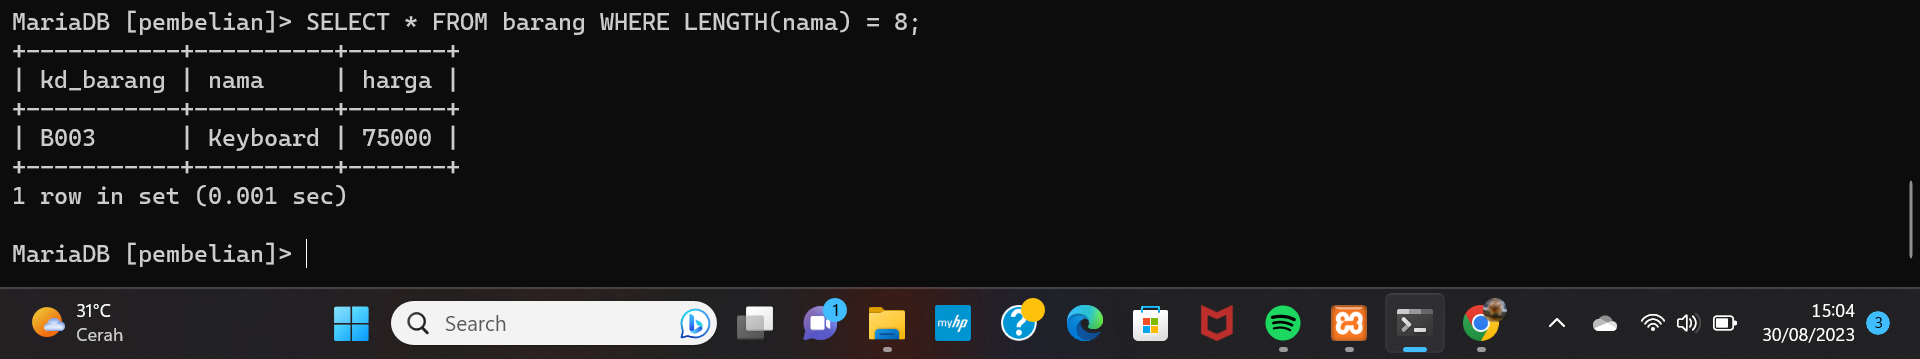 MariaDB [pembelian]> SELECT * FROM barang WHERE LENGTH(nama) = 8;
+-----------+----------+-------+
| kd_barang | nama     | harga |
+-----------+----------+-------+
| B003      | Keyboard | 75000 |
+-----------+----------+-------+
1 row in set (0.001 sec)
MariaDB [pembelian]>
31°C
Cerah
Search
1
myhp
?
15:04
30/08/2023
3